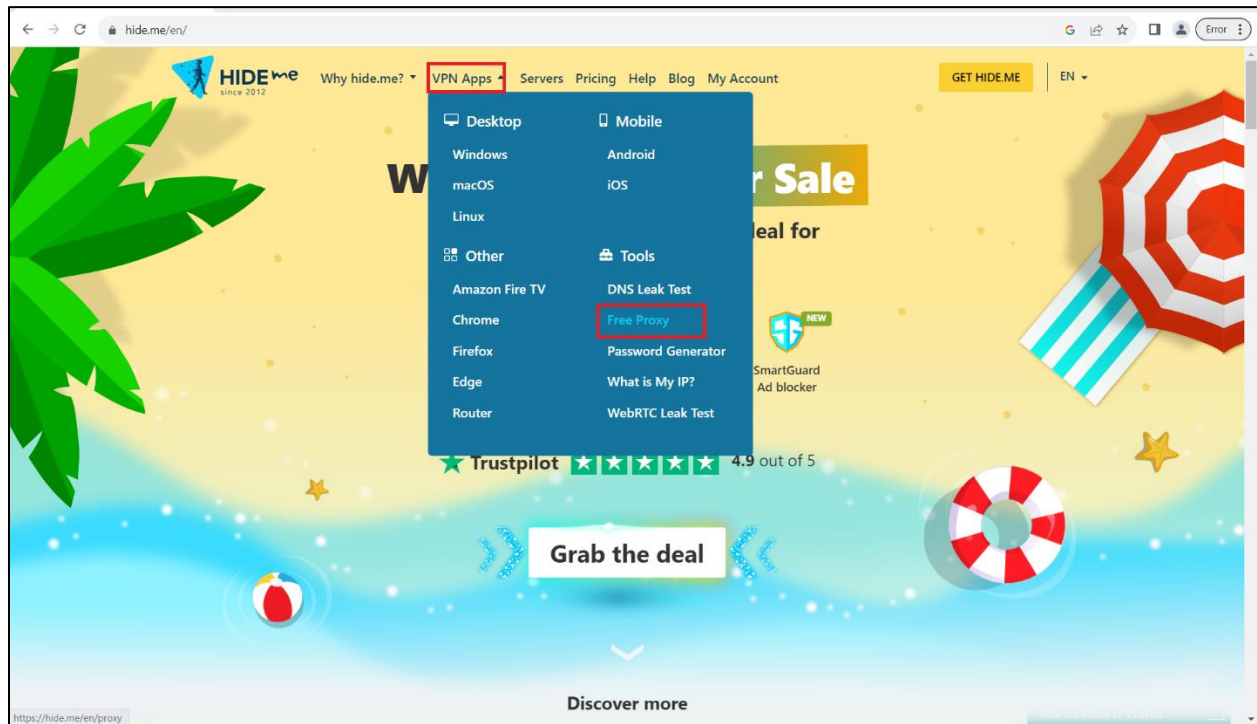 hide.me/en/
Error
HIDE me
since 2012
Why hide.me?
VPN Apps
Servers
Pricing
Help
Blog
My Account
GET HIDE.ME
EN
Desktop
Windows
macOS
Linux
Mobile
Android
iOS
Other
Amazon Fire TV
Chrome
Firefox
Edge
Router
Tools
DNS Leak Test
Free Proxy
Password Generator
What is My IP?
WebRTC Leak Test
W
r Sale
deal for
NEW
SmartGuard
Ad blocker
Trustpilot
4.9 out of 5
Grab the deal
Discover more
https://hide.me/en/proxy